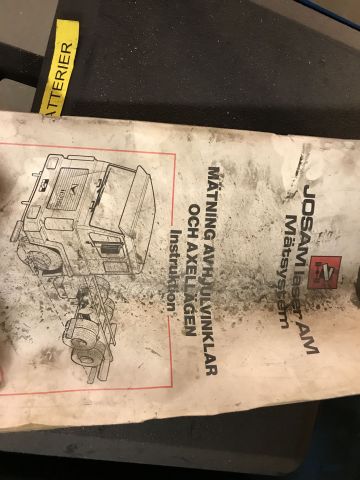 JOSAM laser AM
Mätsystem
MÄTNING AV HJULVINKLAR
OCH AXELLÄGEN
Instruktion
ATTERIER